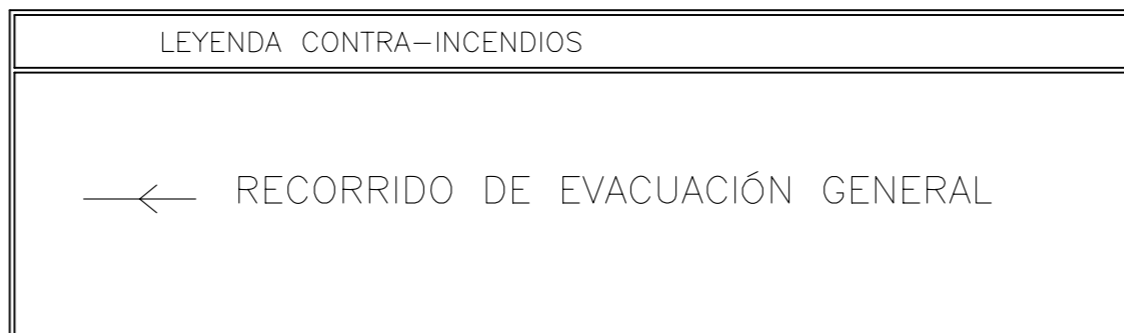 LEYENDA CONTRA-INCENDIOS
RECORRIDO DE EVACUACIÓN GENERAL